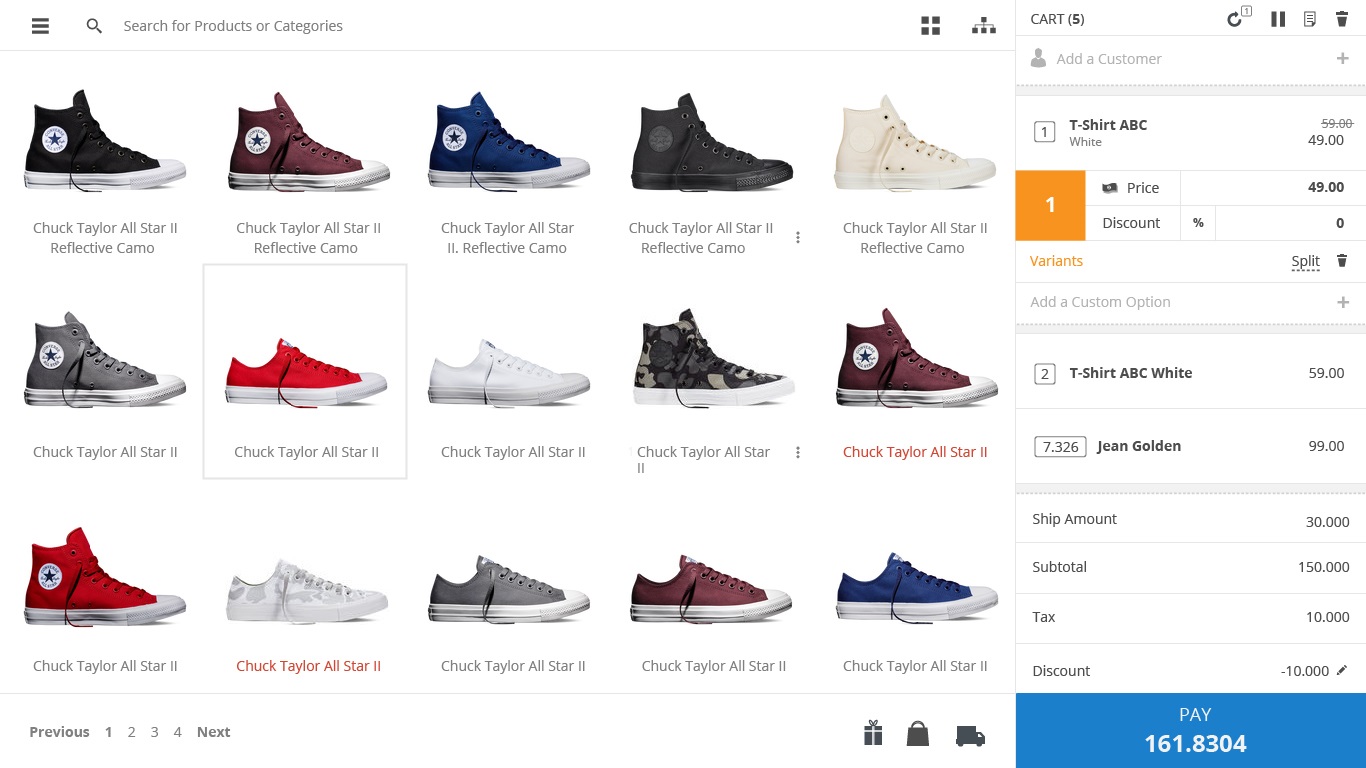 Search for Products or Categories
Chuck Taylor All Star II
Reflective Camo
Chuck Taylor All Star II
Reflective Camo
Chuck Taylor All Star
II. Reflective Camo
Chuck Taylor All Star II
Reflective Camo
Chuck Taylor All Star II
Reflective Camo
Chuck Taylor All Star II
Chuck Taylor All Star II
Chuck Taylor All Star II
Chuck Taylor All Star
II
Chuck Taylor All Star II
Chuck Taylor All Star II
Chuck Taylor All Star II
Chuck Taylor All Star II
Chuck Taylor All Star II
Chuck Taylor All Star II
Previous 1 2 3 4 Next
CART (5)
1
Add a Customer
1 T-Shirt ABC 59.00
White 49.00
1
Price 49.00
Discount % 0
Variants Split
Add a Custom Option
2 T-Shirt ABC White 59.00
7.326 Jean Golden 99.00
Ship Amount 30.000
Subtotal 150.000
Tax 10.000
Discount -10.000
PAY
161.8304